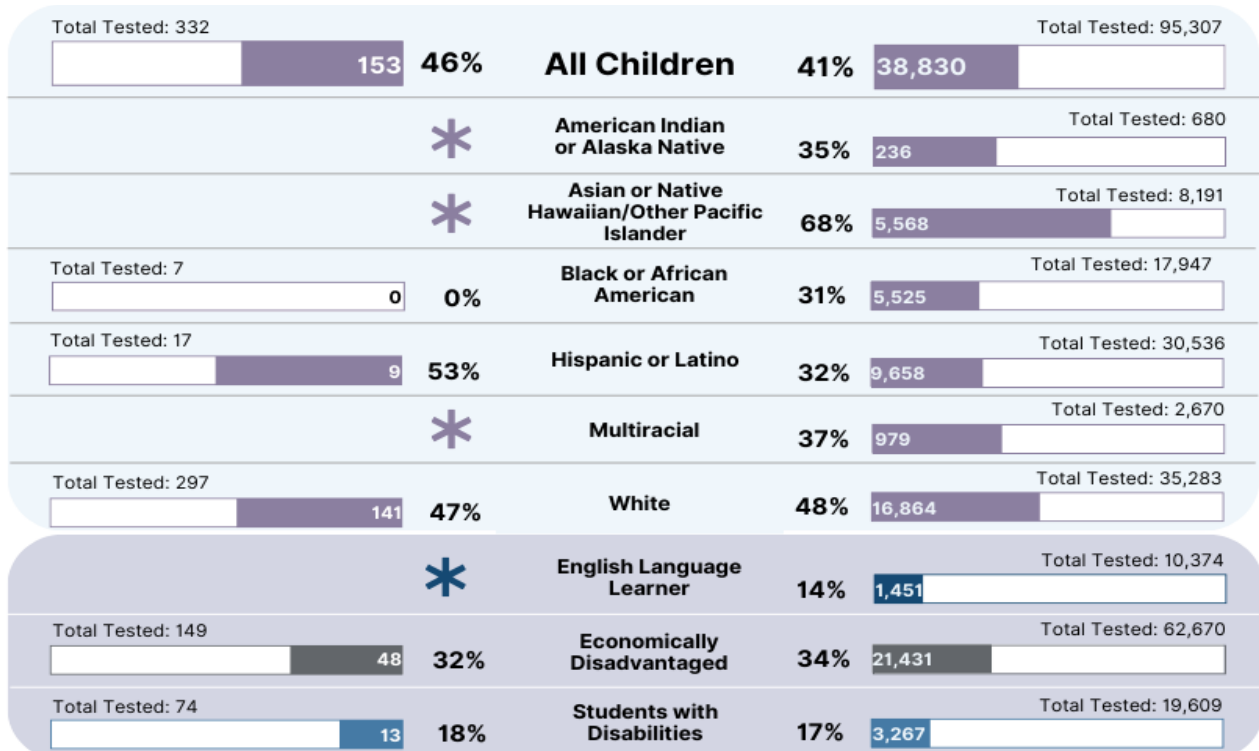 Total Tested: 332
153 46% All Children 41% 38,830
Total Tested: 95,307
* American Indian
or Alaska Native
35% 236
Total Tested: 680
* Asian or Native
Hawaiian/Other Pacific
Islander
68% 5,568
Total Tested: 8,191
Total Tested: 7
0 0% Black or African
American
31% 5,525
Total Tested: 17,947
Total Tested: 17
9 53% Hispanic or Latino 32% 9,658
Total Tested: 30,536
* Multiracial 37% 979
Total Tested: 2,670
Total Tested: 297
141 47% White 48% 16,864
Total Tested: 35,283
* English Language
Learner
14% 1,451
Total Tested: 10,374
Total Tested: 149
48 32% Economically
Disadvantaged
34% 21,431
Total Tested: 62,670
Total Tested: 74
13 18% Students with
Disabilities
17% 3,267
Total Tested: 19,609